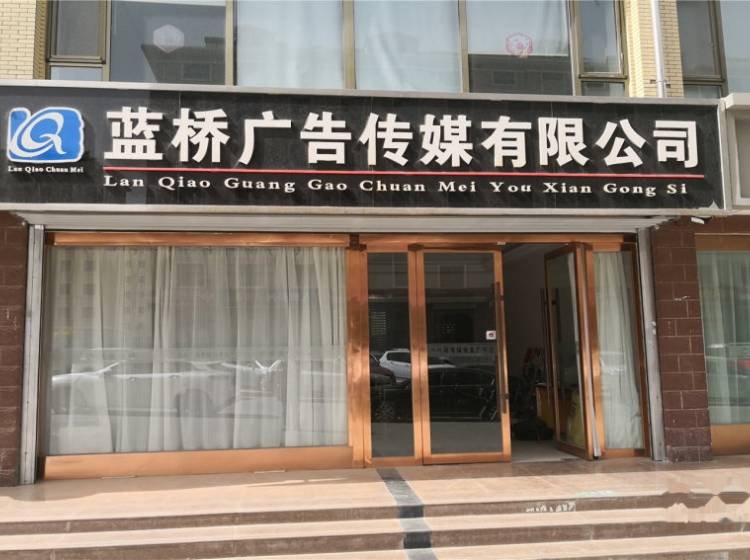 蓝桥广告传媒有限公司
Lan Qiao Chuan Mei
Lan Qiao Guang Gao Chuan Mei You Xian Gong Si